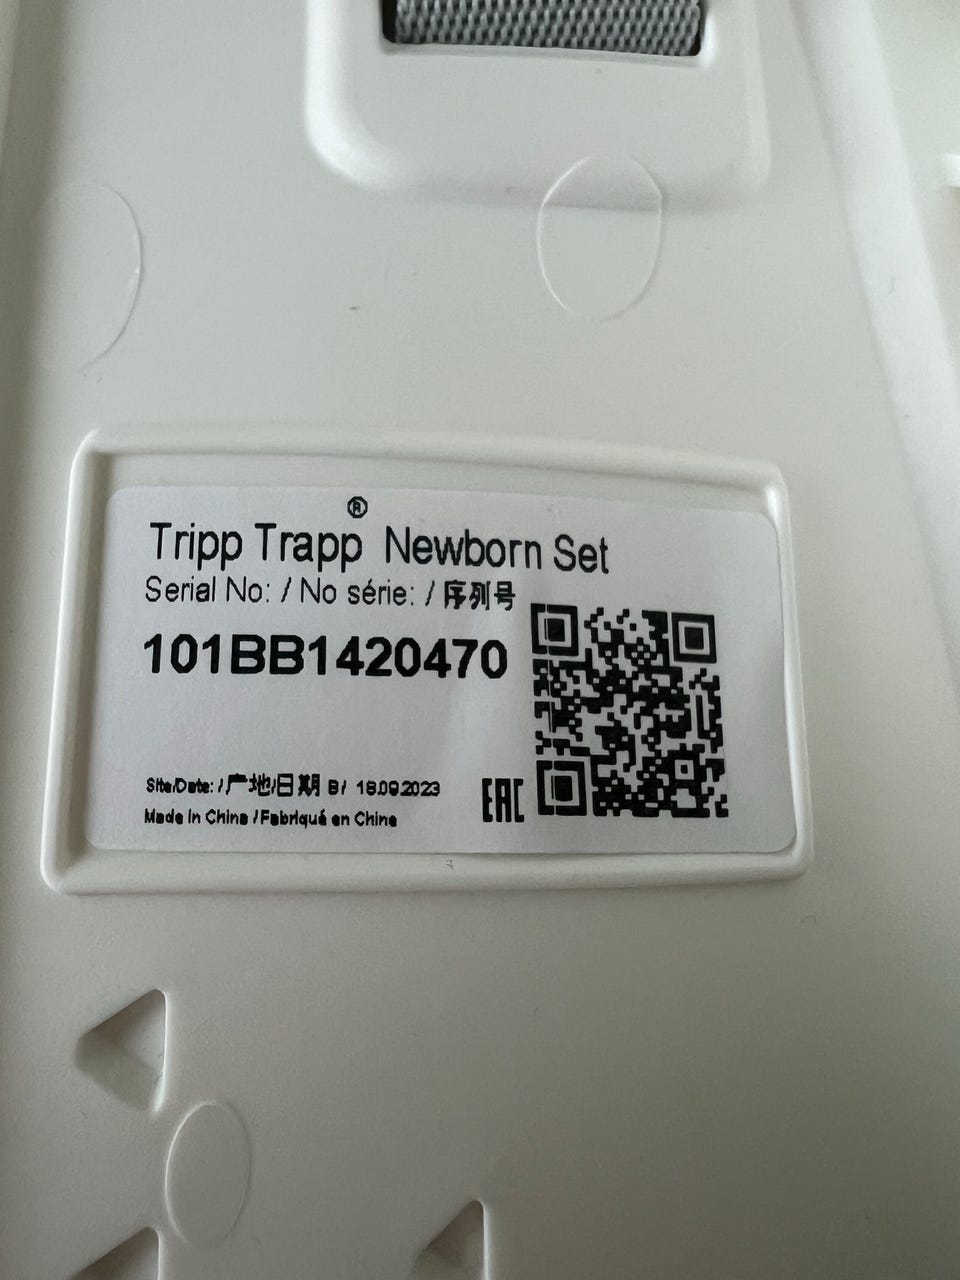 Tripp Trapp® Newborn Set
Serial No: / No série: / 序列号
101BB1420470
Site/Date: /产地/日期 B/ 18.09.2023
Made in China / Fabriqué en Chine
EAC